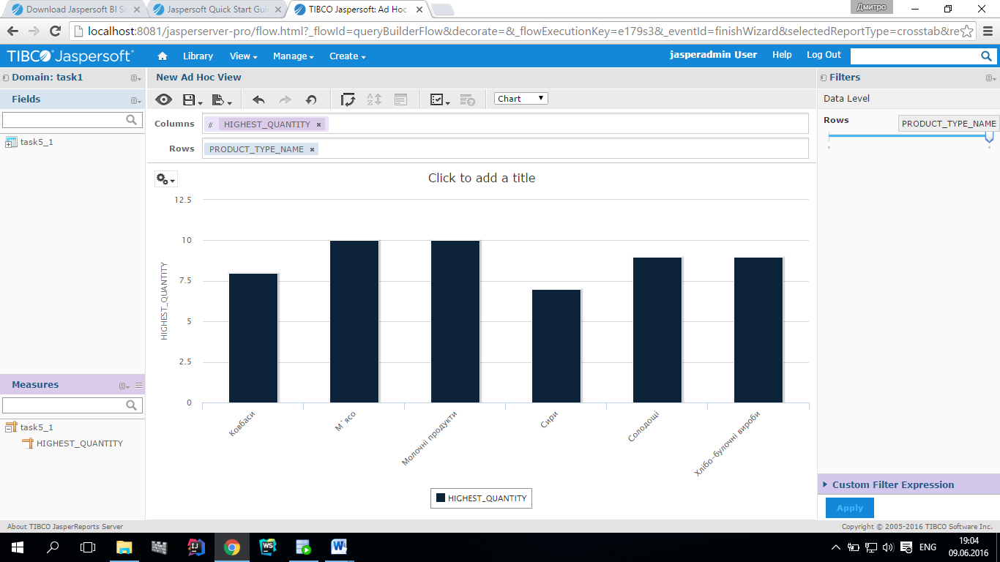 Download Jaspersoft BI So
Jaspersoft Quick Start Gui
TIBCO Jaspersoft: Ad Hoc
Дмитро
localhost:8081/jasperserver-pro/flow.html?_flowId=queryBuilderFlow&decorate=&_flowExecutionKey=e179s3&_eventId=finishWizard&selectedReportType=crosstab&re
TIBCO Jaspersoft
Library
View
Manage
Create
jasperadmin User
Help
Log Out
Domain: task1
New Ad Hoc View
Filters
Fields
Chart
Data Level
Columns
# HIGHEST_QUANTITY ×
Rows
PRODUCT_TYPE_NAME
task5_1
Rows
PRODUCT_TYPE_NAME ×
Click to add a title
12.5
10
7.5
5
2.5
0
HIGHEST_QUANTITY
Ковбаси
М`ясо
Молочні продукти
Сири
Солодощі
Хлібо-булочні вироби
HIGHEST_QUANTITY
Measures
task5_1
HIGHEST_QUANTITY
Custom Filter Expression
Apply
About TIBCO JasperReports Server
Copyright © 2005-2016 TIBCO Software Inc.
IJ
WS
W
ENG
19:04
09.06.2016